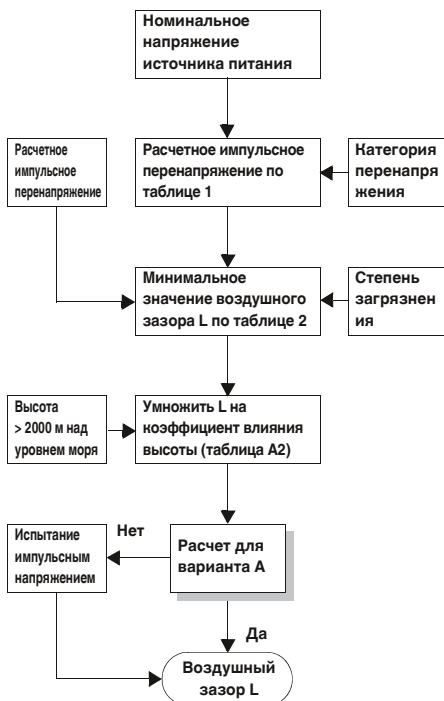 Номинальное
напряжение
источника питания
Расчетное
импульсное
перенапряжение
Расчетное импульсное
перенапряжение по
таблице 1
Категория
перенапря
жения
Минимальное
значение воздушного
зазора L по таблице 2
Степень
загрязнен
ия
Высота
> 2000 м над
уровнем моря
Умножить L на
коэффициент влияния
высоты (таблица А2)
Испытание
импульсным
напряжением
Нет
Расчет для
варианта А
Да
Воздушный
зазор L